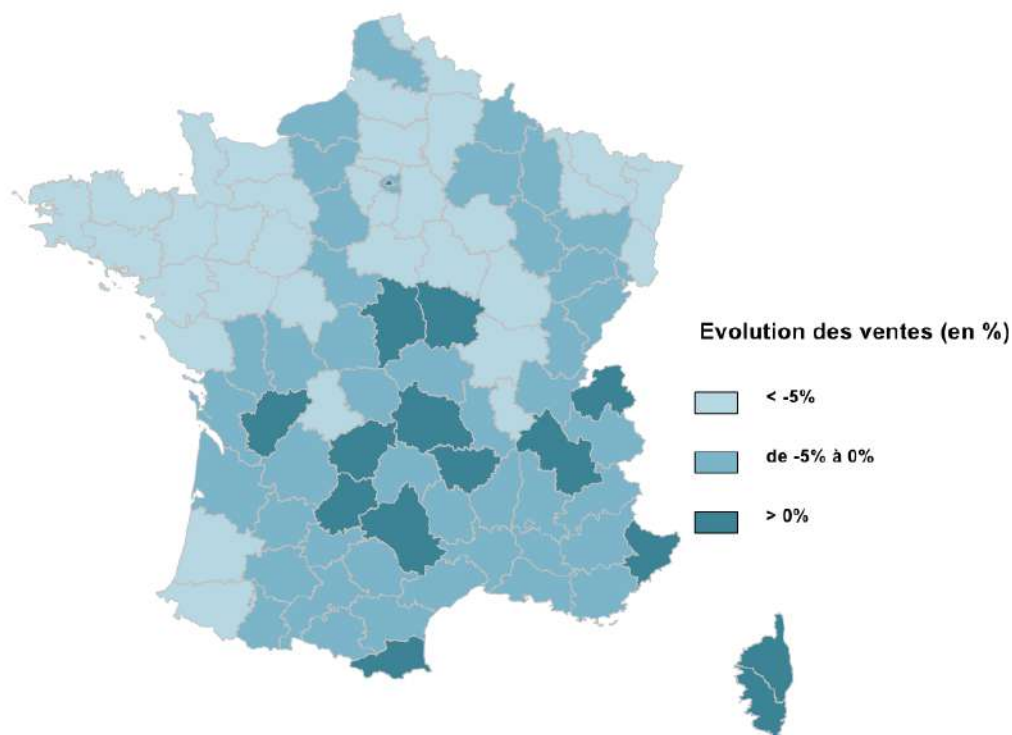 Evolution des ventes (en %)
< -5%
de -5% à 0%
> 0%